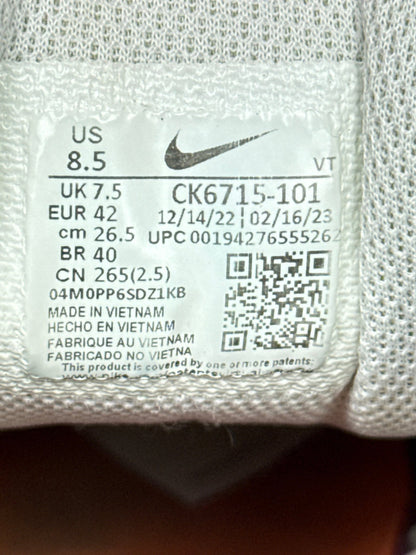 US
8.5
VT
UK 7.5
CK6715-101
EUR 42
12/14/22 | 02/16/23
cm 26.5
UPC 00194276555262
BR 40
CN 265(2.5)
04M0PP6SDZ1KB
MADE IN VIETNAM
HECHO EN VIETNAM
FABRIQUE AU VIETNAM
FABRICADO NO VIETNA
This product is covered by one or more patents: